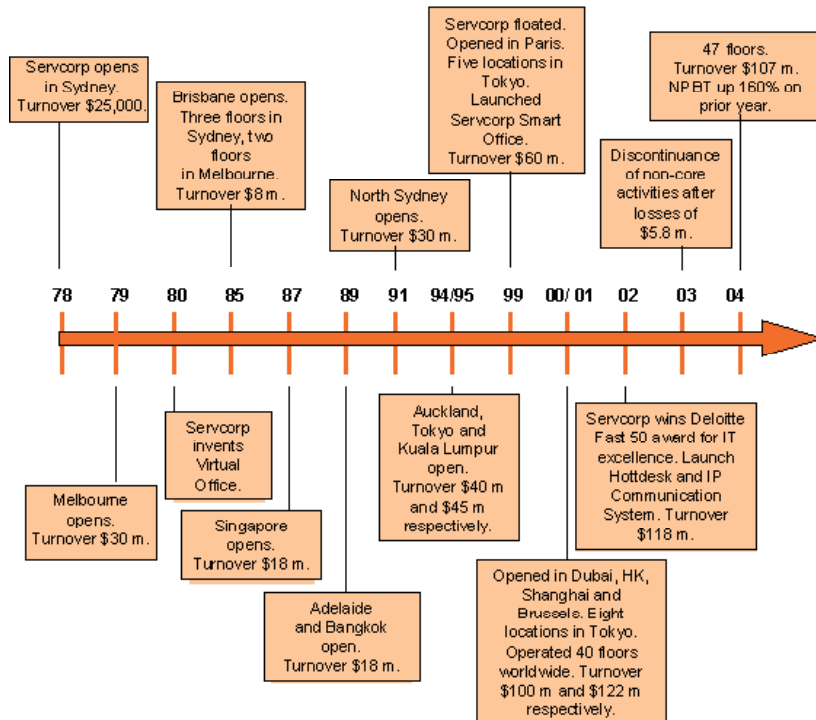 Servcorp opens
in Sydney.
Turnover $25,000.
Brisbane opens.
Three floors in
Sydney, two
floors
in Melbourne.
Turnover $8 m.
North Sydney
opens.
Turnover $30 m.
Servcorp floated.
Opened in Paris.
Five locations in
Tokyo.
Launched
Servcorp Smart
Office.
Turnover $60 m.
Discontinuance
of non-core
activities after
losses of
$5.8 m.
47 floors.
Turnover $107 m.
NPBT up 160% on
prior year.
78 79 80 85 87 89 91 94/95 99 00/ 01 02 03 04
Melbourne
opens.
Turnover $30 m.
Servcorp
invents
Virtual
Office.
Singapore
opens.
Turnover $18 m.
Adelaide
and Bangkok
open.
Turnover $18 m.
Auckland,
Tokyo and
Kuala Lumpur
open.
Turnover $40 m
and $45 m
respectively.
Opened in Dubai, HK,
Shanghai and
Brussels. Eight
locations in Tokyo.
Operated 40 floors
worldwide. Turnover
$100 m and $122 m
respectively.
Servcorp wins Deloitte
Fast 50 award for IT
excellence. Launch
Hottdesk and IP
Communication
System. Turnover
$118 m.